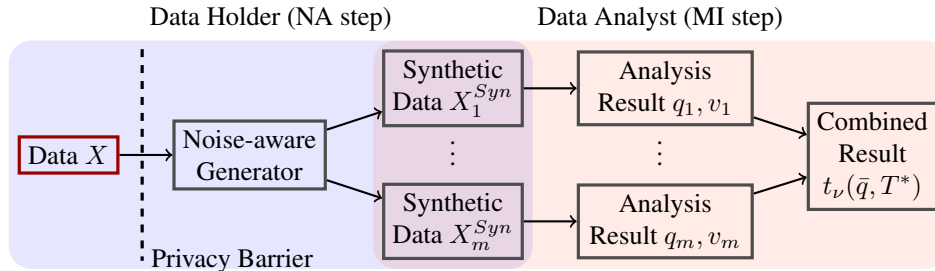 Data Holder (NA step)
Data Analyst (MI step)
Data X
Noise-aware
Generator
Synthetic
Data X_1^{Syn}
⋮
Synthetic
Data X_m^{Syn}
Analysis
Result q_1, v_1
⋮
Analysis
Result q_m, v_m
Combined
Result
t_ν(q̄, T^*)
Privacy Barrier